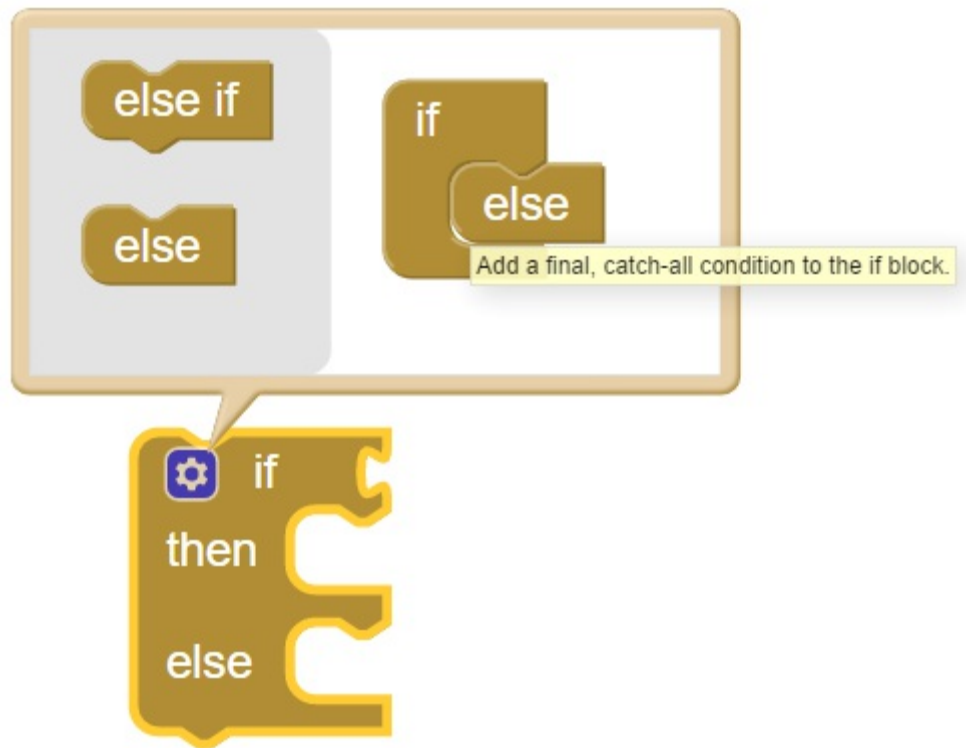 else if
if
else
else
Add a final, catch-all condition to the if block.
if
then
else